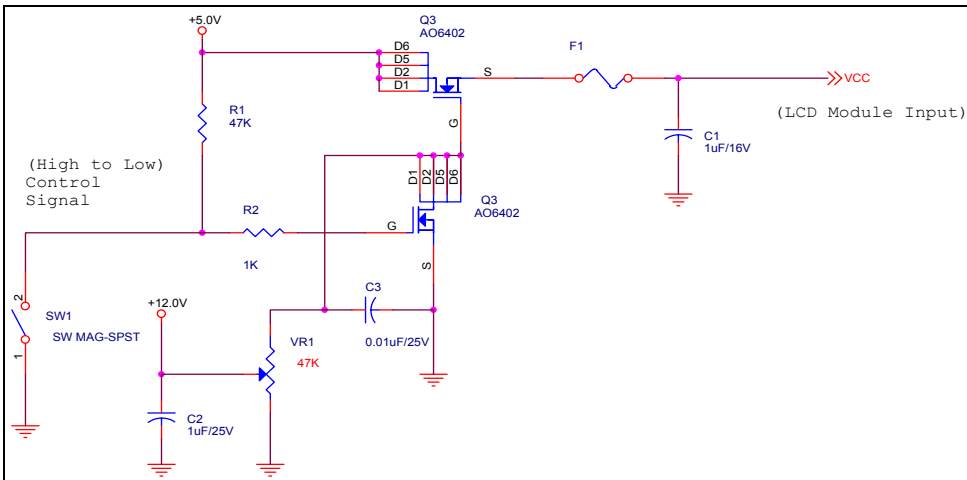 +5.0V
Q3
AO6402
D6
D5
D2
D1
S
G
F1
VCC
(LCD Module Input)
R1
47K
C1
1uF/16V
(High to Low)
Control
Signal
D1
D2
D5
D6
Q3
AO6402
R2
1K
G
S
2
1
SW1
SW MAG-SPST
+12.0V
C3
0.01uF/25V
VR1
47K
C2
1uF/25V